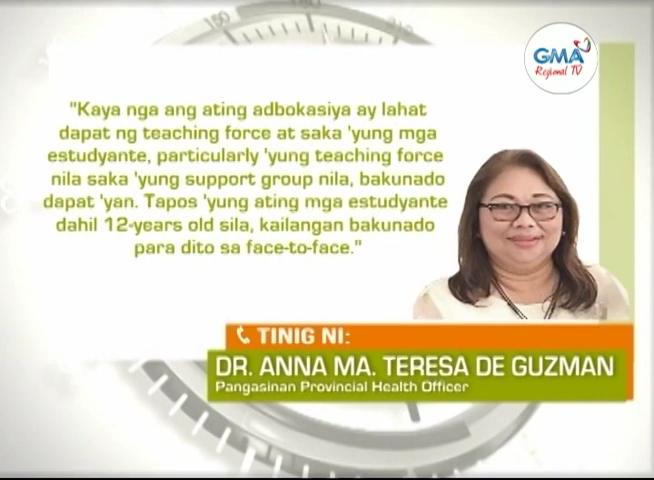 GMA
Regional TV
"Kaya nga ang ating adbokasiya ay lahat
dapat ng teaching force at saka 'yung mga
estudyante, particularly 'yung teaching force
nila saka 'yung support group nila, bakunado
dapat 'yan. Tapos 'yung ating mga estudyante
dahil 12-years old sila, kailangan bakunado
para dito sa face-to-face."
TINIG NI:
DR. ANNA MA. TERESA DE GUZMAN
Pangasinan Provincial Health Officer